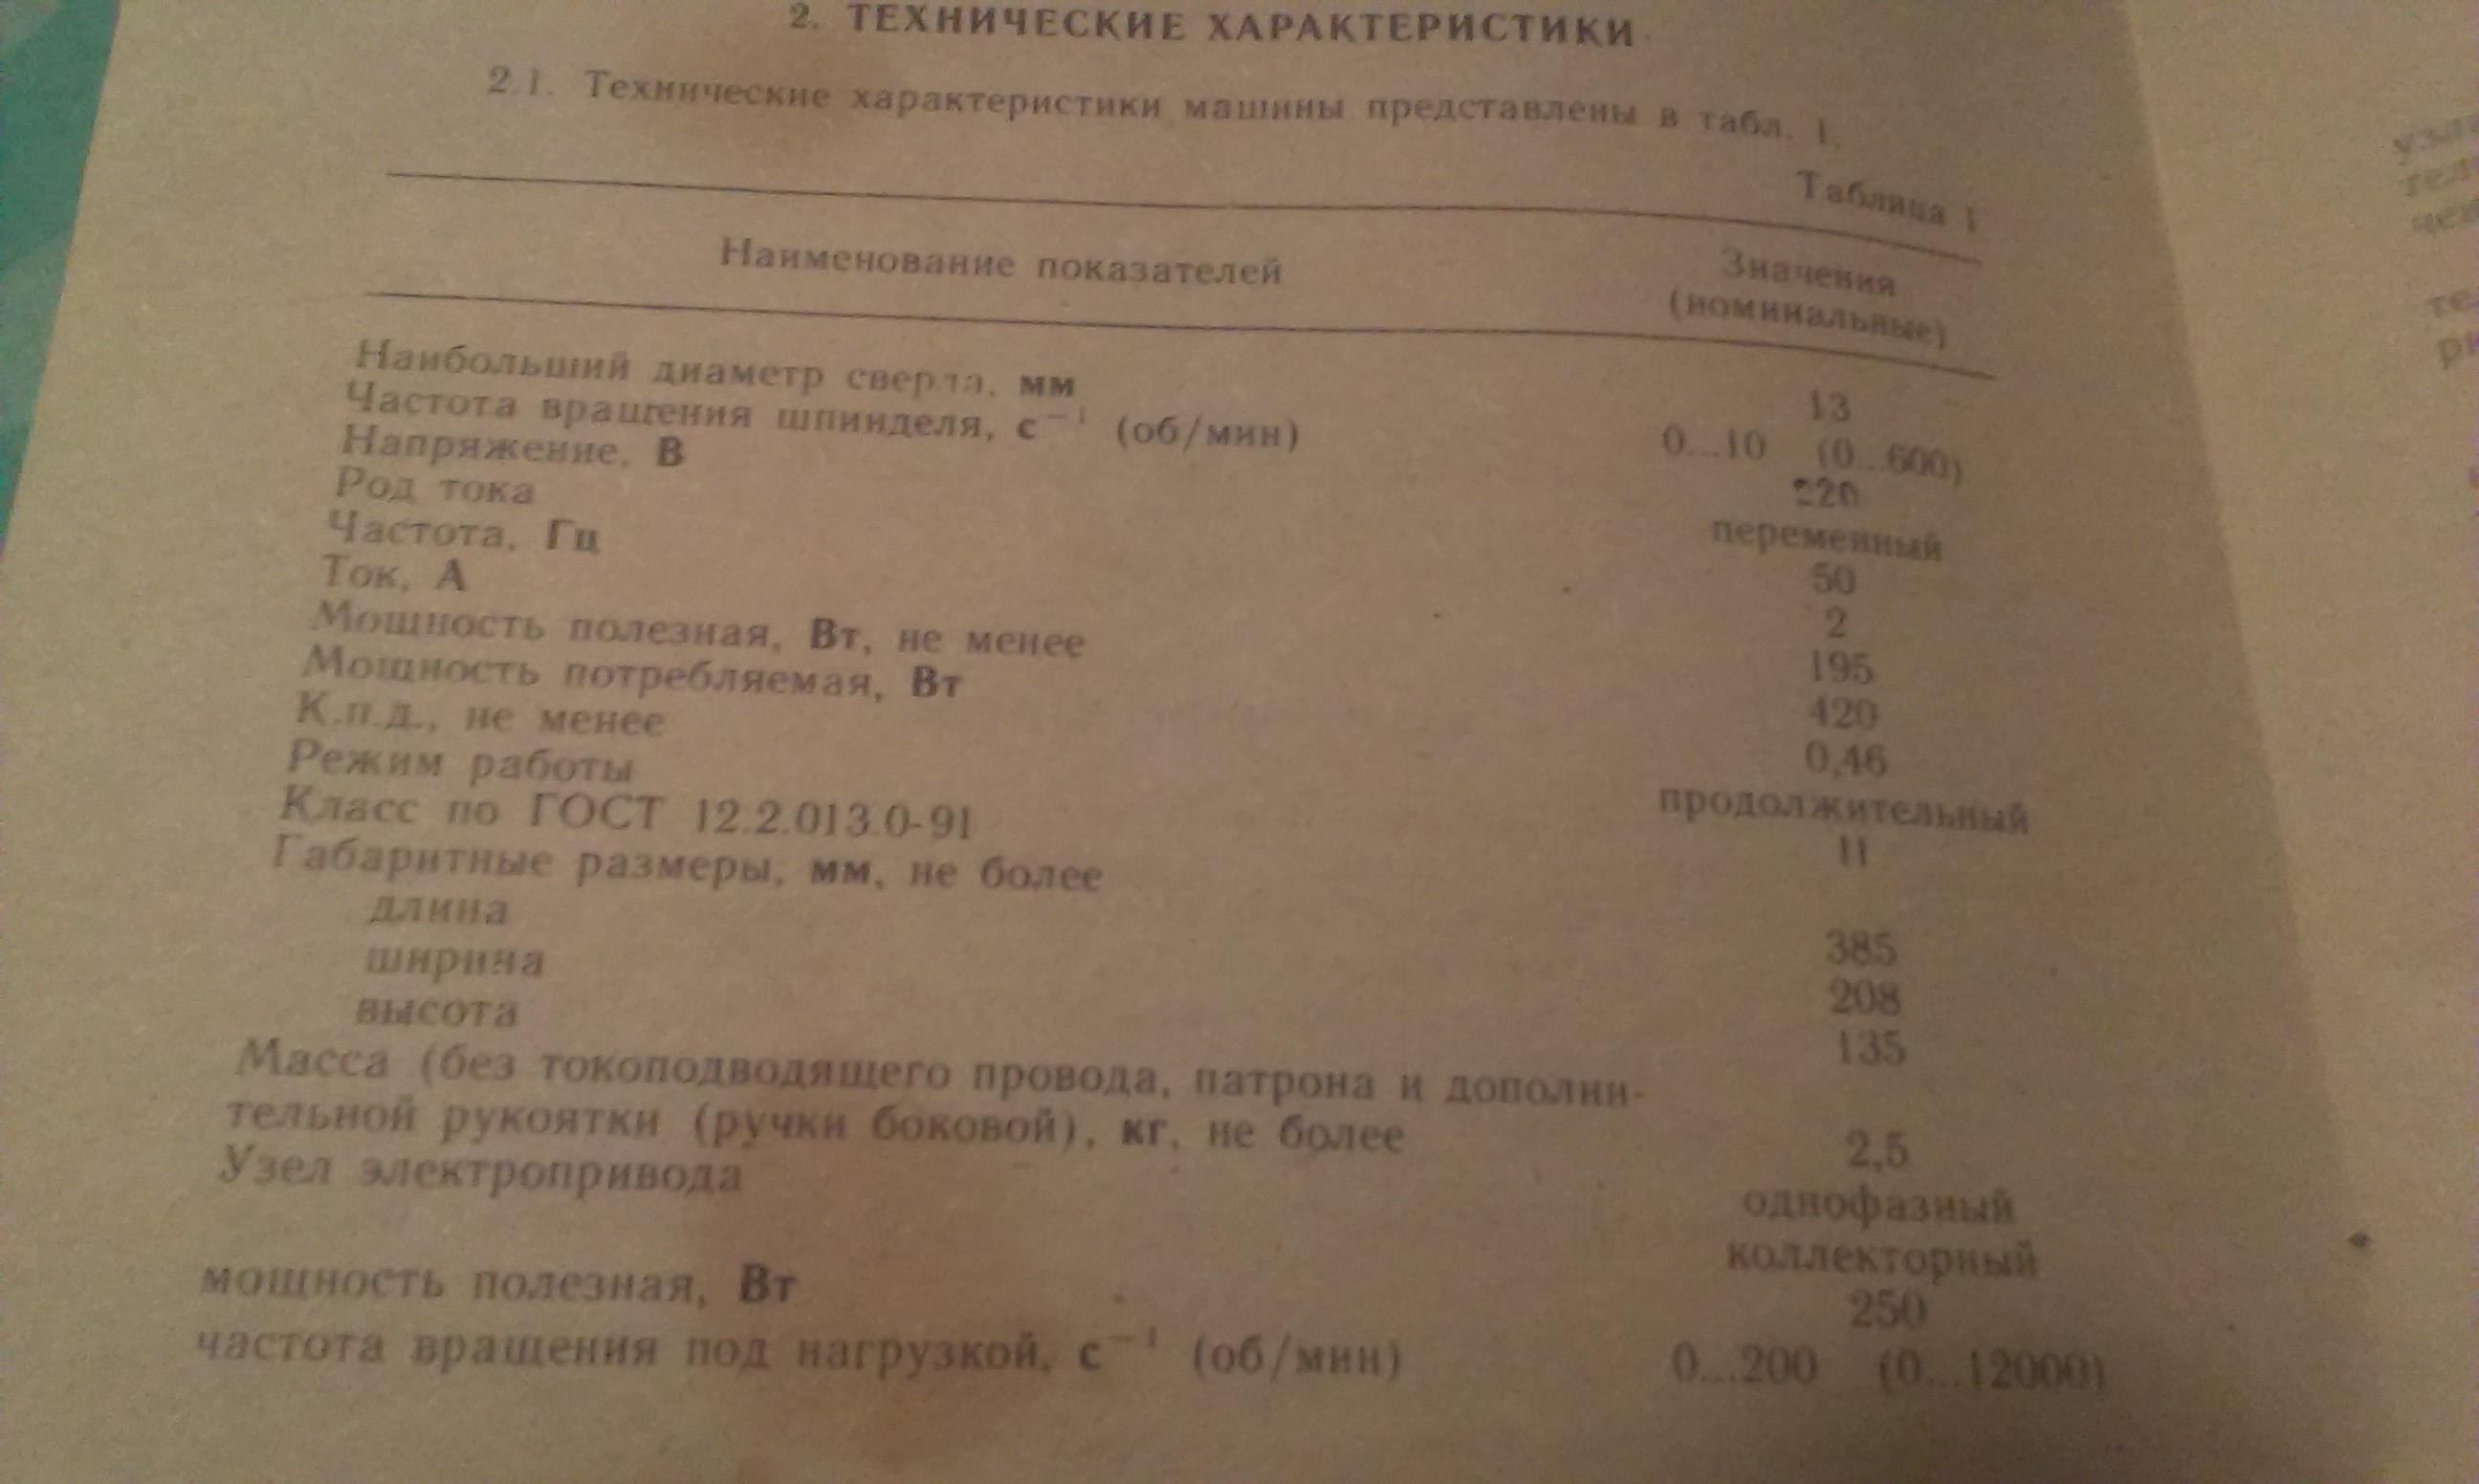 2. ТЕХНИЧЕСКИЕ ХАРАКТЕРИСТИКИ
2.1. Технические характеристики машины представлены в табл. 1.
Таблица 1
Наименование показателей Значения
(номинальные)
Наибольший диаметр сверла, мм 13
Частота вращения шпинделя, с⁻¹ (об/мин) 0...10 (0...600)
Напряжение, В 220
Род тока переменный
Частота, Гц 50
Ток, А 2
Мощность полезная, Вт, не менее 195
Мощность потребляемая, Вт 420
К.п.д., не менее 0,46
Режим работы продолжительный
Класс по ГОСТ 12.2.013.0-91 II
Габаритные размеры, мм, не более
длина 385
ширина 208
высота 135
Масса (без токоподводящего провода, патрона и дополни-
тельной рукоятки (ручки боковой), кг, не более 2,5
Узел электропривода однофазный
коллекторный
мощность полезная, Вт 250
частота вращения под нагрузкой, с⁻¹ (об/мин) 0...200 (0...12000)